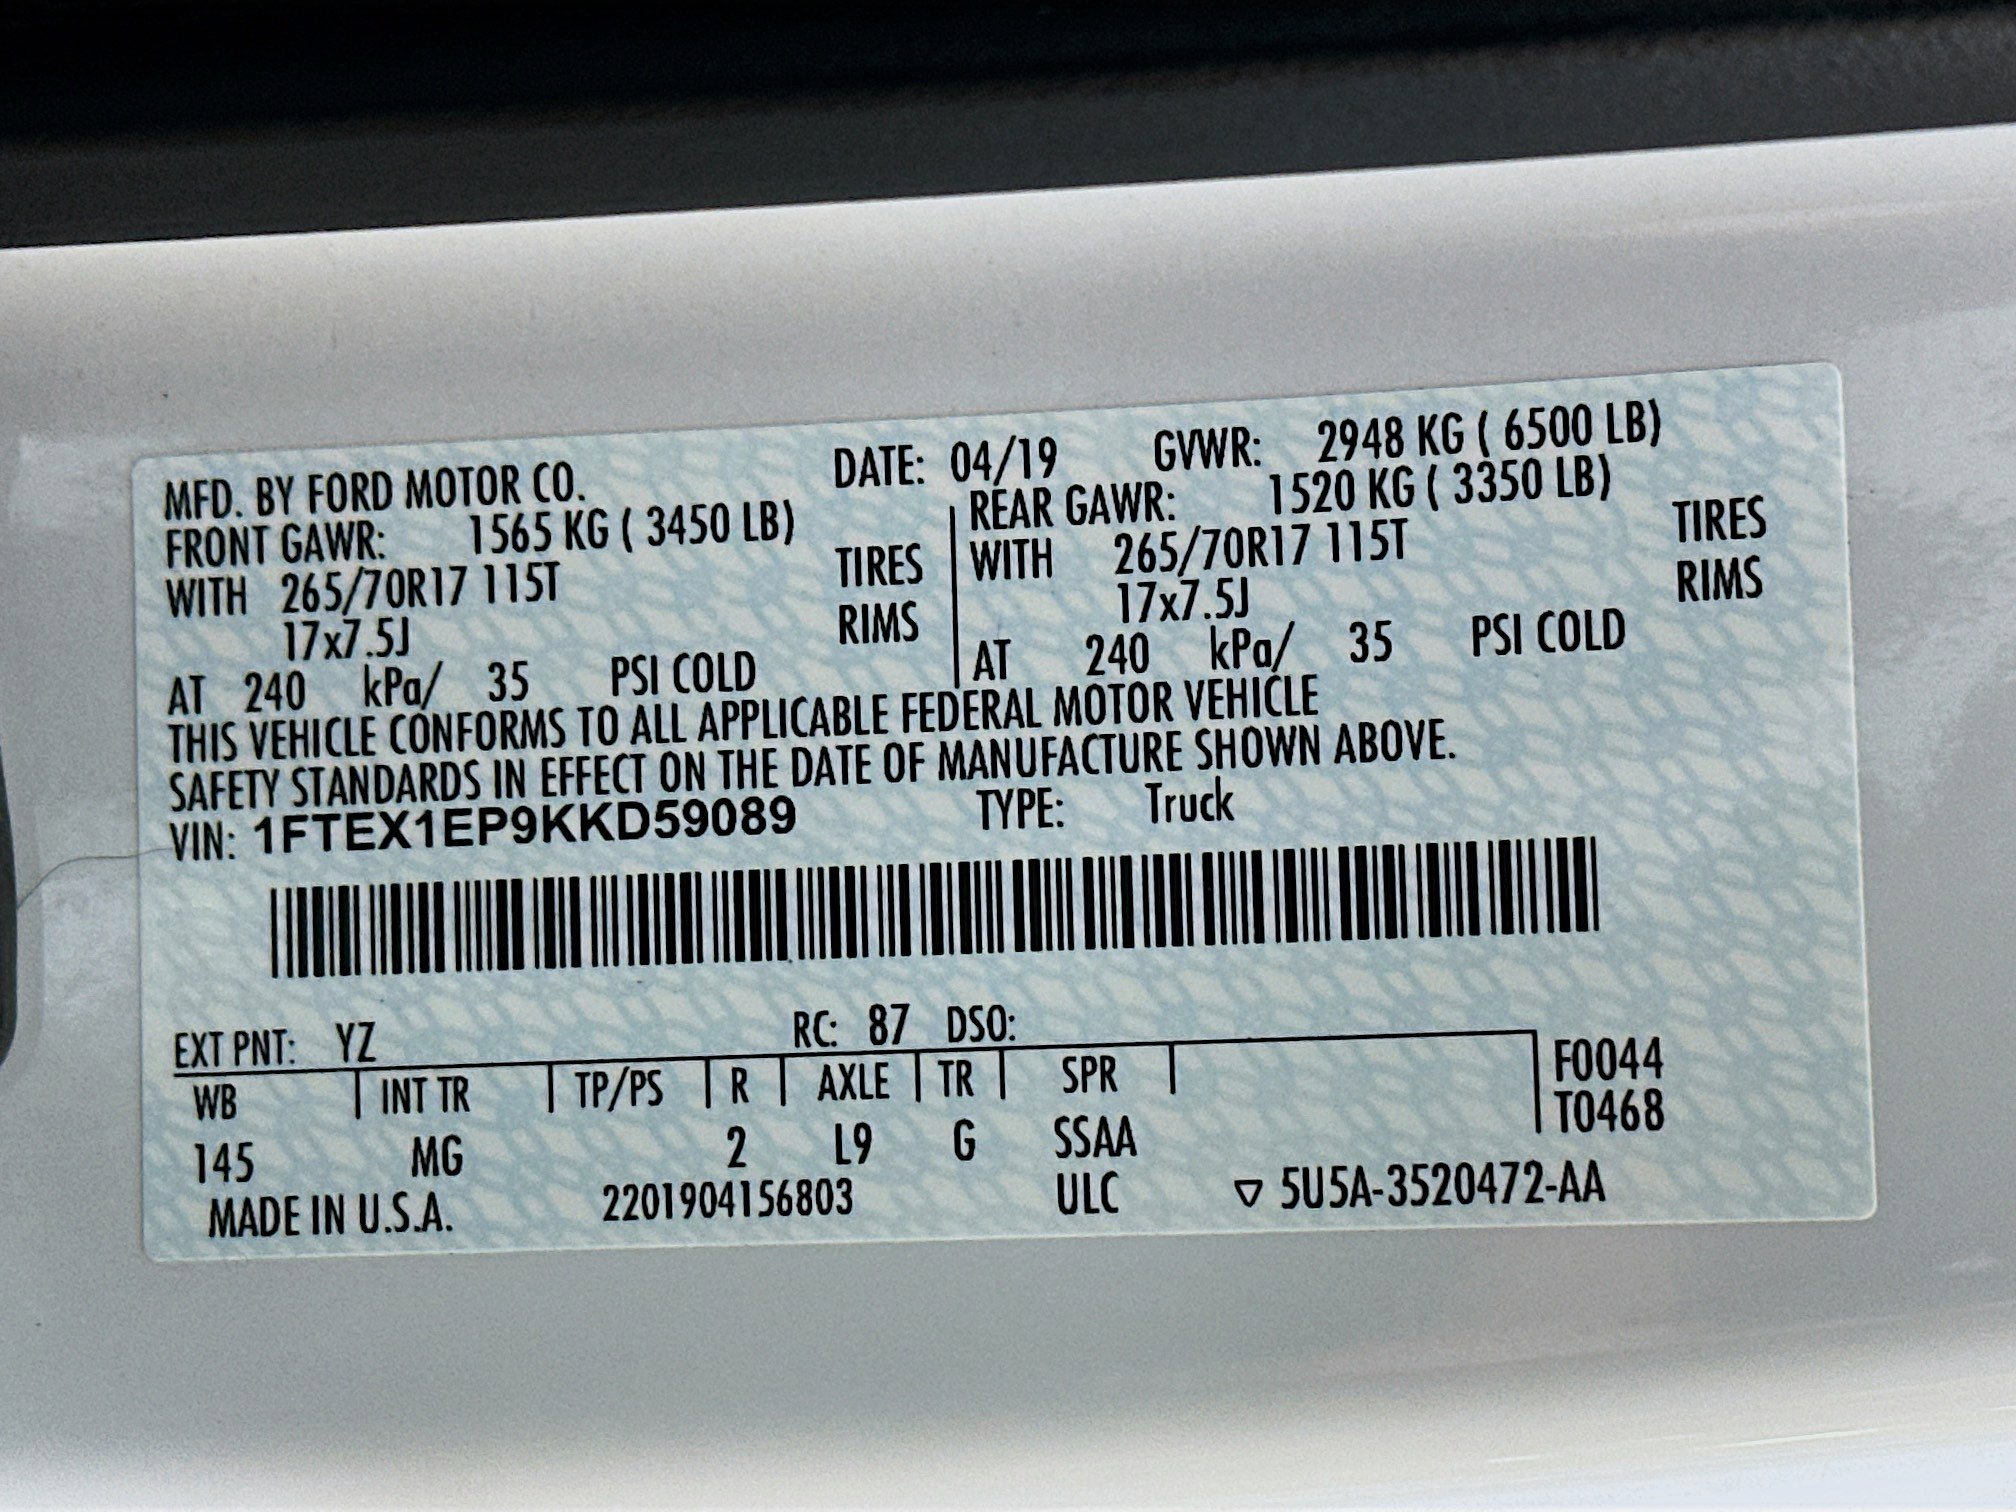 MFD. BY FORD MOTOR CO. DATE: 04/19 GVWR: 2948 KG ( 6500 LB)
FRONT GAWR: 1565 KG ( 3450 LB) REAR GAWR: 1520 KG ( 3350 LB)
WITH 265/70R17 115T TIRES WITH 265/70R17 115T TIRES
17x7.5J RIMS 17x7.5J RIMS
AT 240 kPa/ 35 PSI COLD AT 240 kPa/ 35 PSI COLD
THIS VEHICLE CONFORMS TO ALL APPLICABLE FEDERAL MOTOR VEHICLE
SAFETY STANDARDS IN EFFECT ON THE DATE OF MANUFACTURE SHOWN ABOVE.
VIN: 1FTEX1EP9KKD59089 TYPE: Truck
EXT PNT: YZ RC: 87 DSO:
WB INT TR TP/PS R AXLE TR SPR F0044
T0468
145 MG 2 L9 G SSAA
MADE IN U.S.A. 2201904156803 ULC ▽ 5U5A-3520472-AA